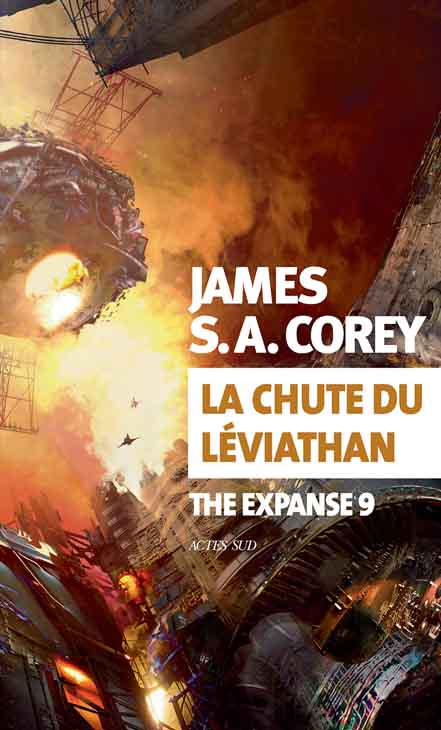 JAMES
S. A. COREY
LA CHUTE DU
LÉVIATHAN
THE EXPANSE 9
ACTES SUD